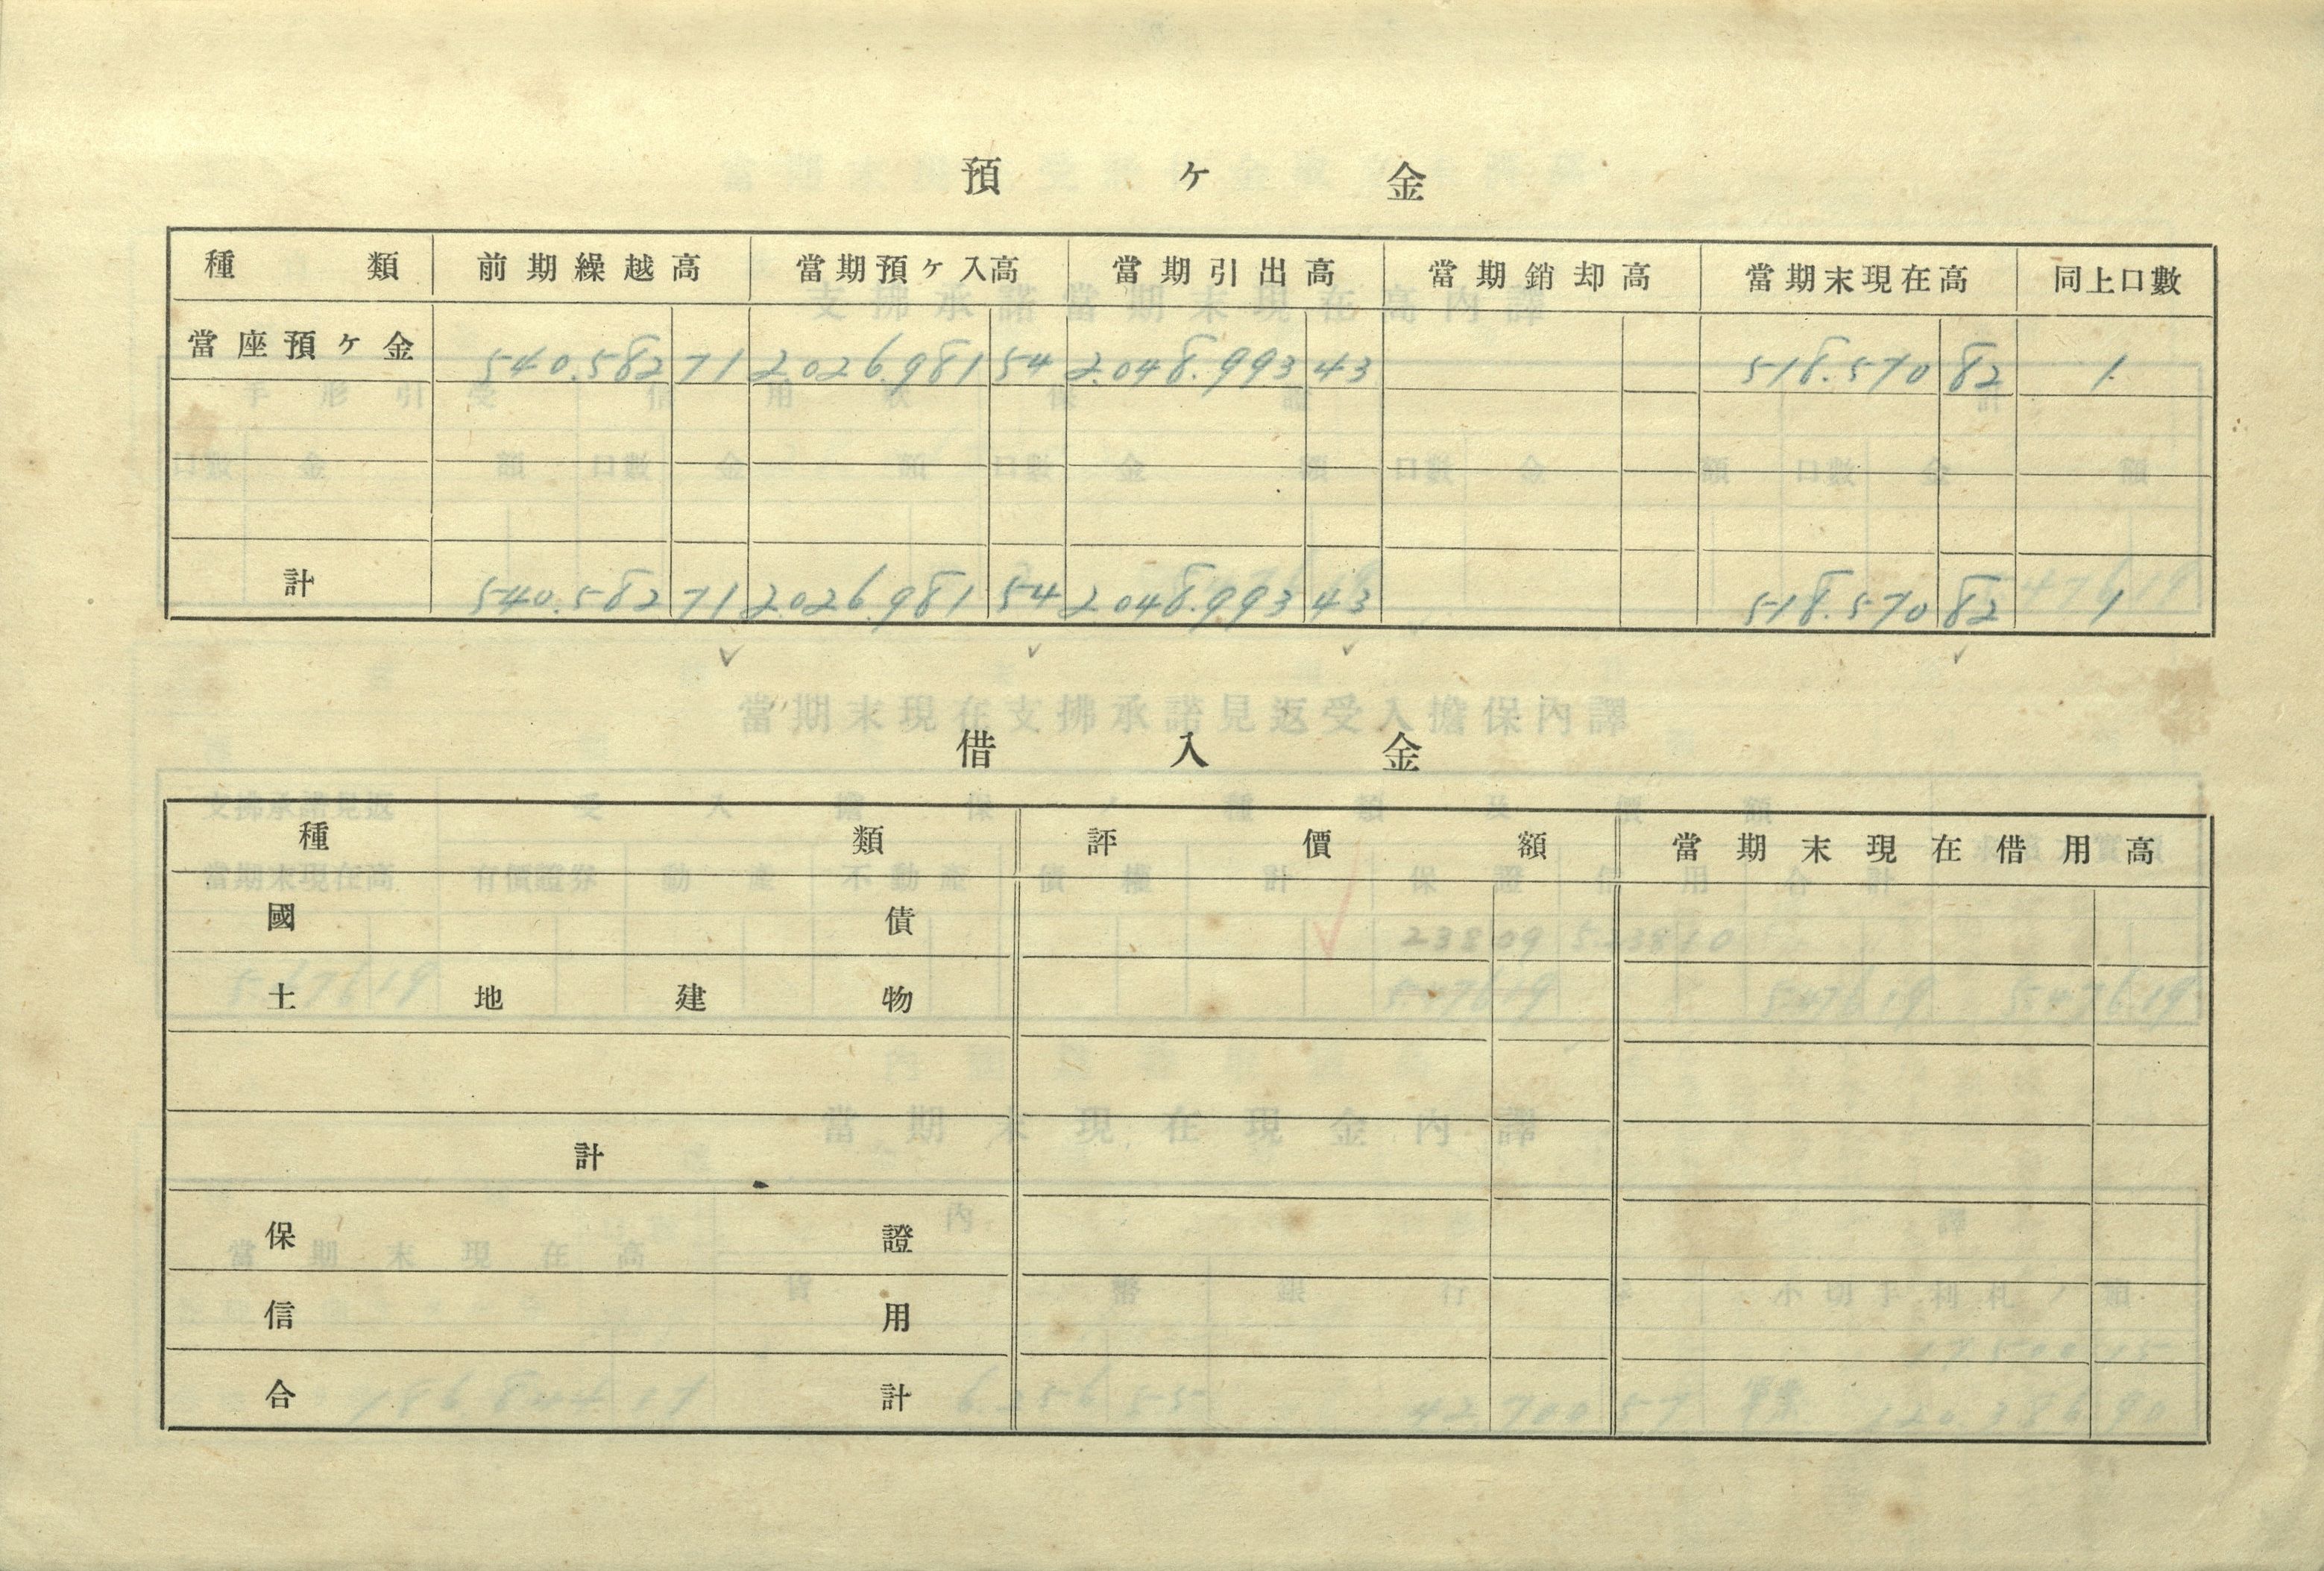 預ケ金
種類 前期繰越高 當期預ケ入高 當期引出高 當期銷却高 當期末現在高 同上口數
當座預ケ金 540.582 71 2.026.981 54 2.048.993 43 518.570 82 1
計 540.582 71 2.026.981 54 2.048.993 43 518.570 82 1
借入金
種類 評價額 當期末現在借用高
國債
土地建物
計
保證
信用
合計